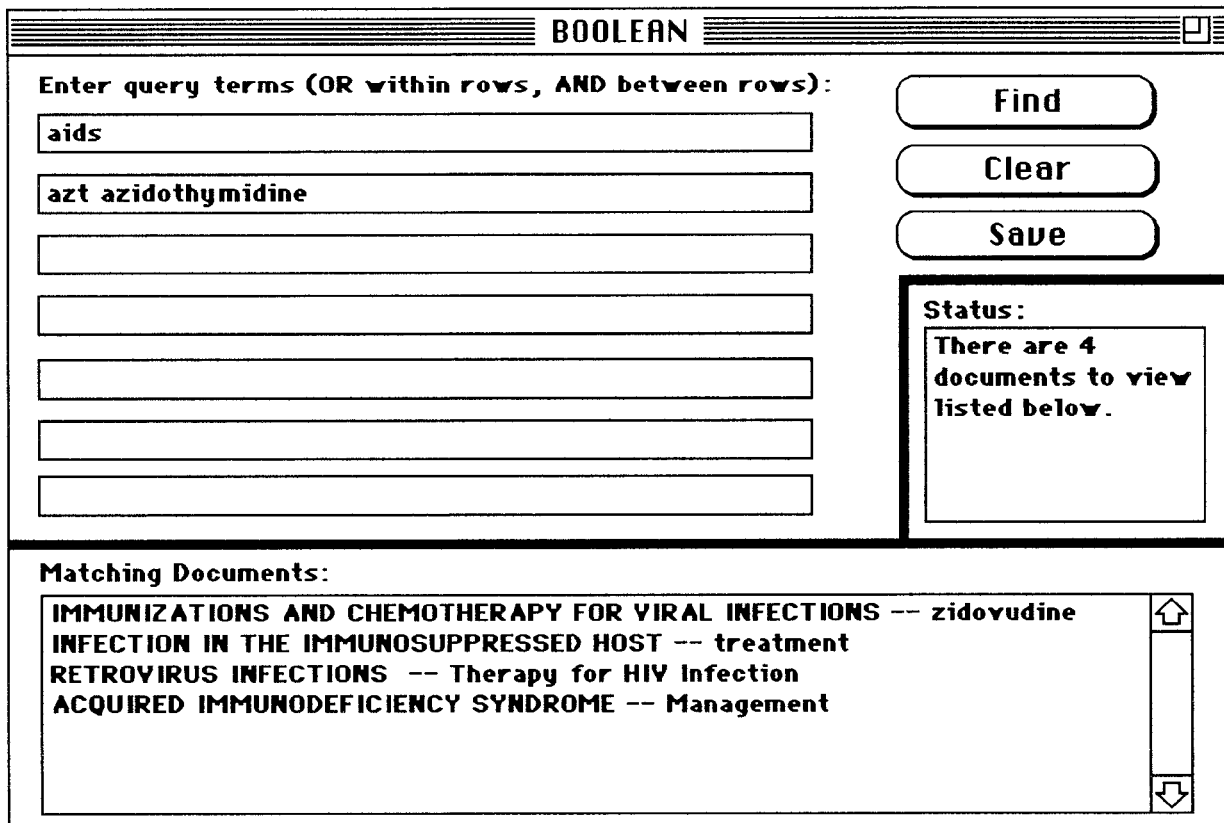 BOOLEAN
Enter query terms (OR within rows, AND between rows):
aids
azt azidothymidine
Find
Clear
Save
Status:
There are 4
documents to view
listed below.
Matching Documents:
IMMUNIZATIONS AND CHEMOTHERAPY FOR VIRAL INFECTIONS -- zidovudine
INFECTION IN THE IMMUNOSUPPRESSED HOST -- treatment
RETROVIRUS INFECTIONS -- Therapy for HIV Infection
ACQUIRED IMMUNODEFICIENCY SYNDROME -- Management